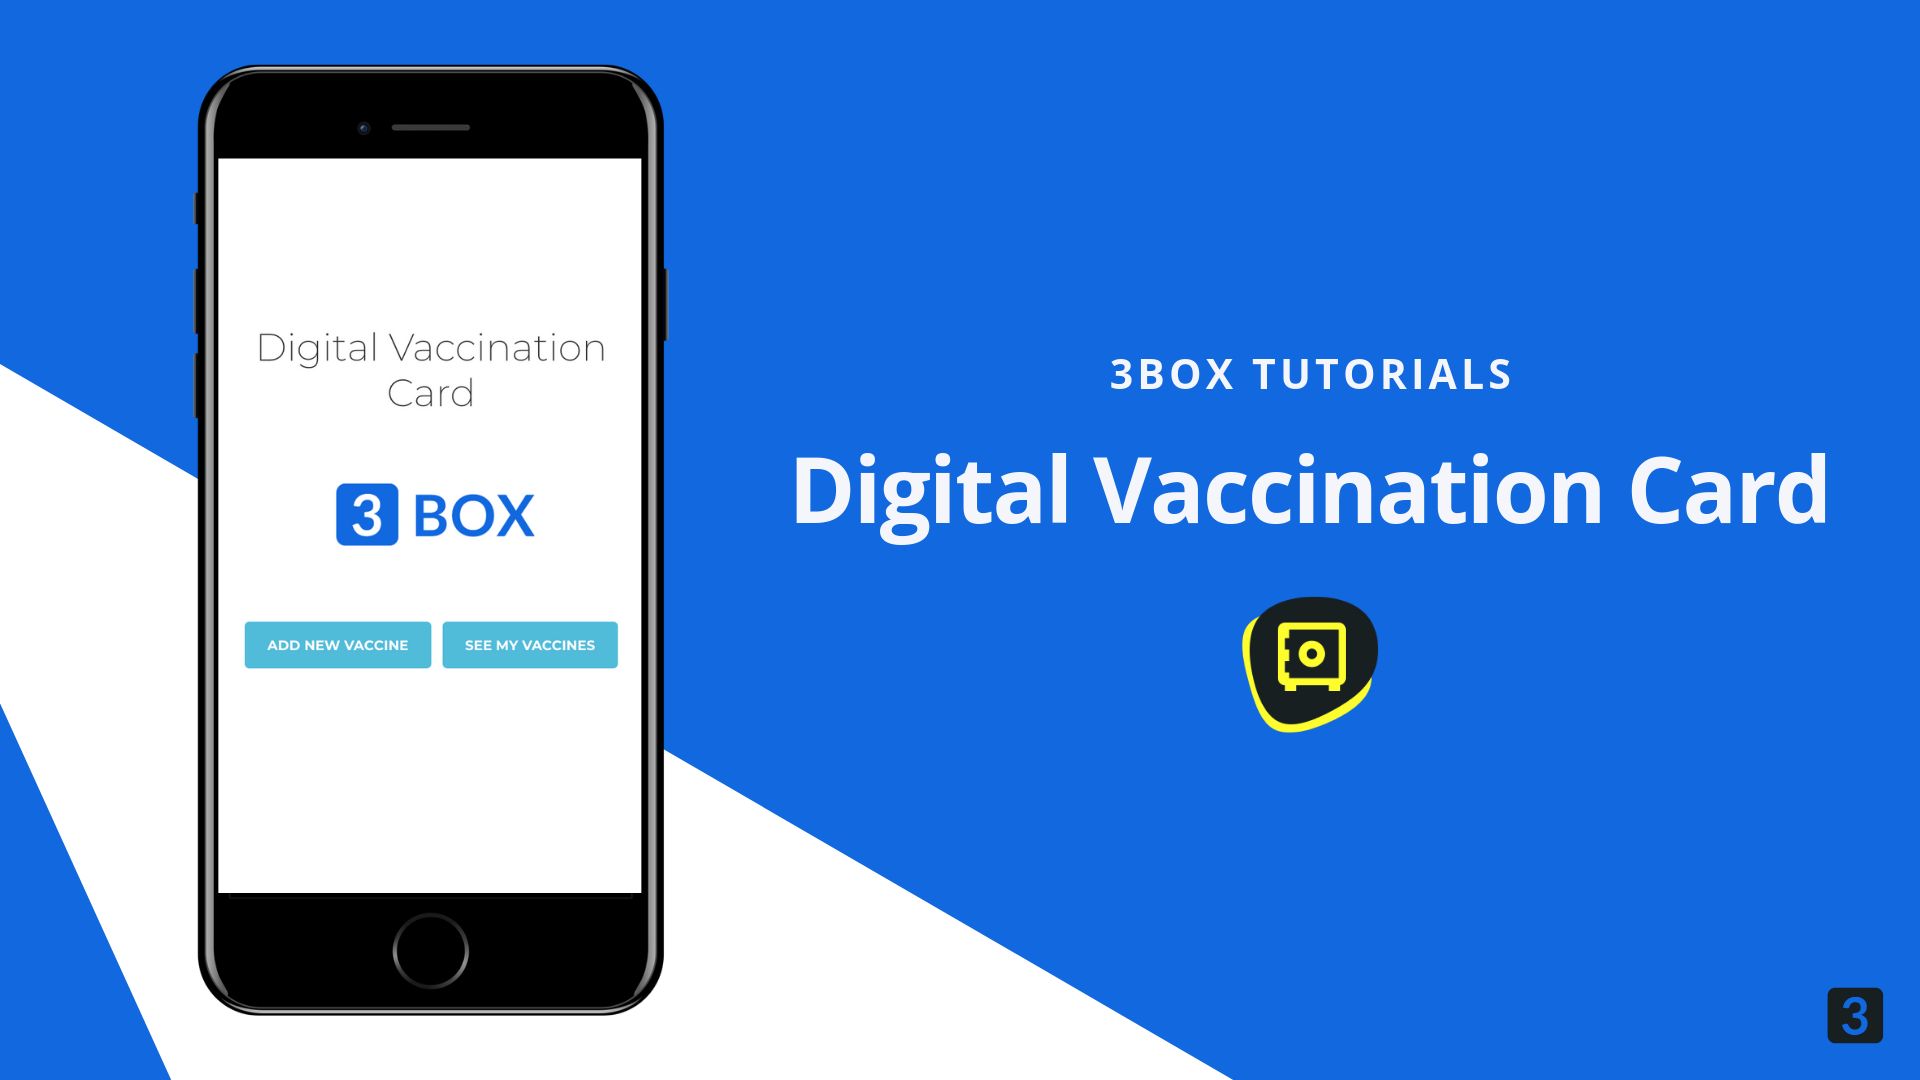 Digital Vaccination
Card
3 BOX
ADD NEW VACCINE
SEE MY VACCINES
3BOX TUTORIALS
Digital Vaccination Card
3